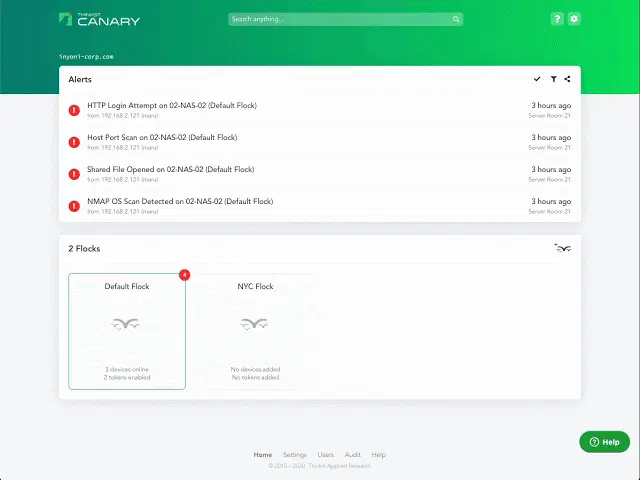 THINKST
CANARY
Search anything...
?
inyoni-corp.com
Alerts
HTTP Login Attempt on 02-NAS-02 (Default Flock)
3 hours ago
from 192.168.2.121 (maru)
Server Room 21
Host Port Scan on 02-NAS-02 (Default Flock)
3 hours ago
from 192.168.2.121 (maru)
Server Room 21
Shared File Opened on 02-NAS-02 (Default Flock)
3 hours ago
from 192.168.2.121 (maru)
Server Room 21
NMAP OS Scan Detected on 02-NAS-02 (Default Flock)
3 hours ago
from 192.168.2.121 (maru)
Server Room 21
2 Flocks
4
Default Flock
NYC Flock
3 devices online
No devices added
2 tokens enabled
No tokens added
Help
Home Settings Users Audit Help
© 2015 – 2020 Thinkst Applied Research